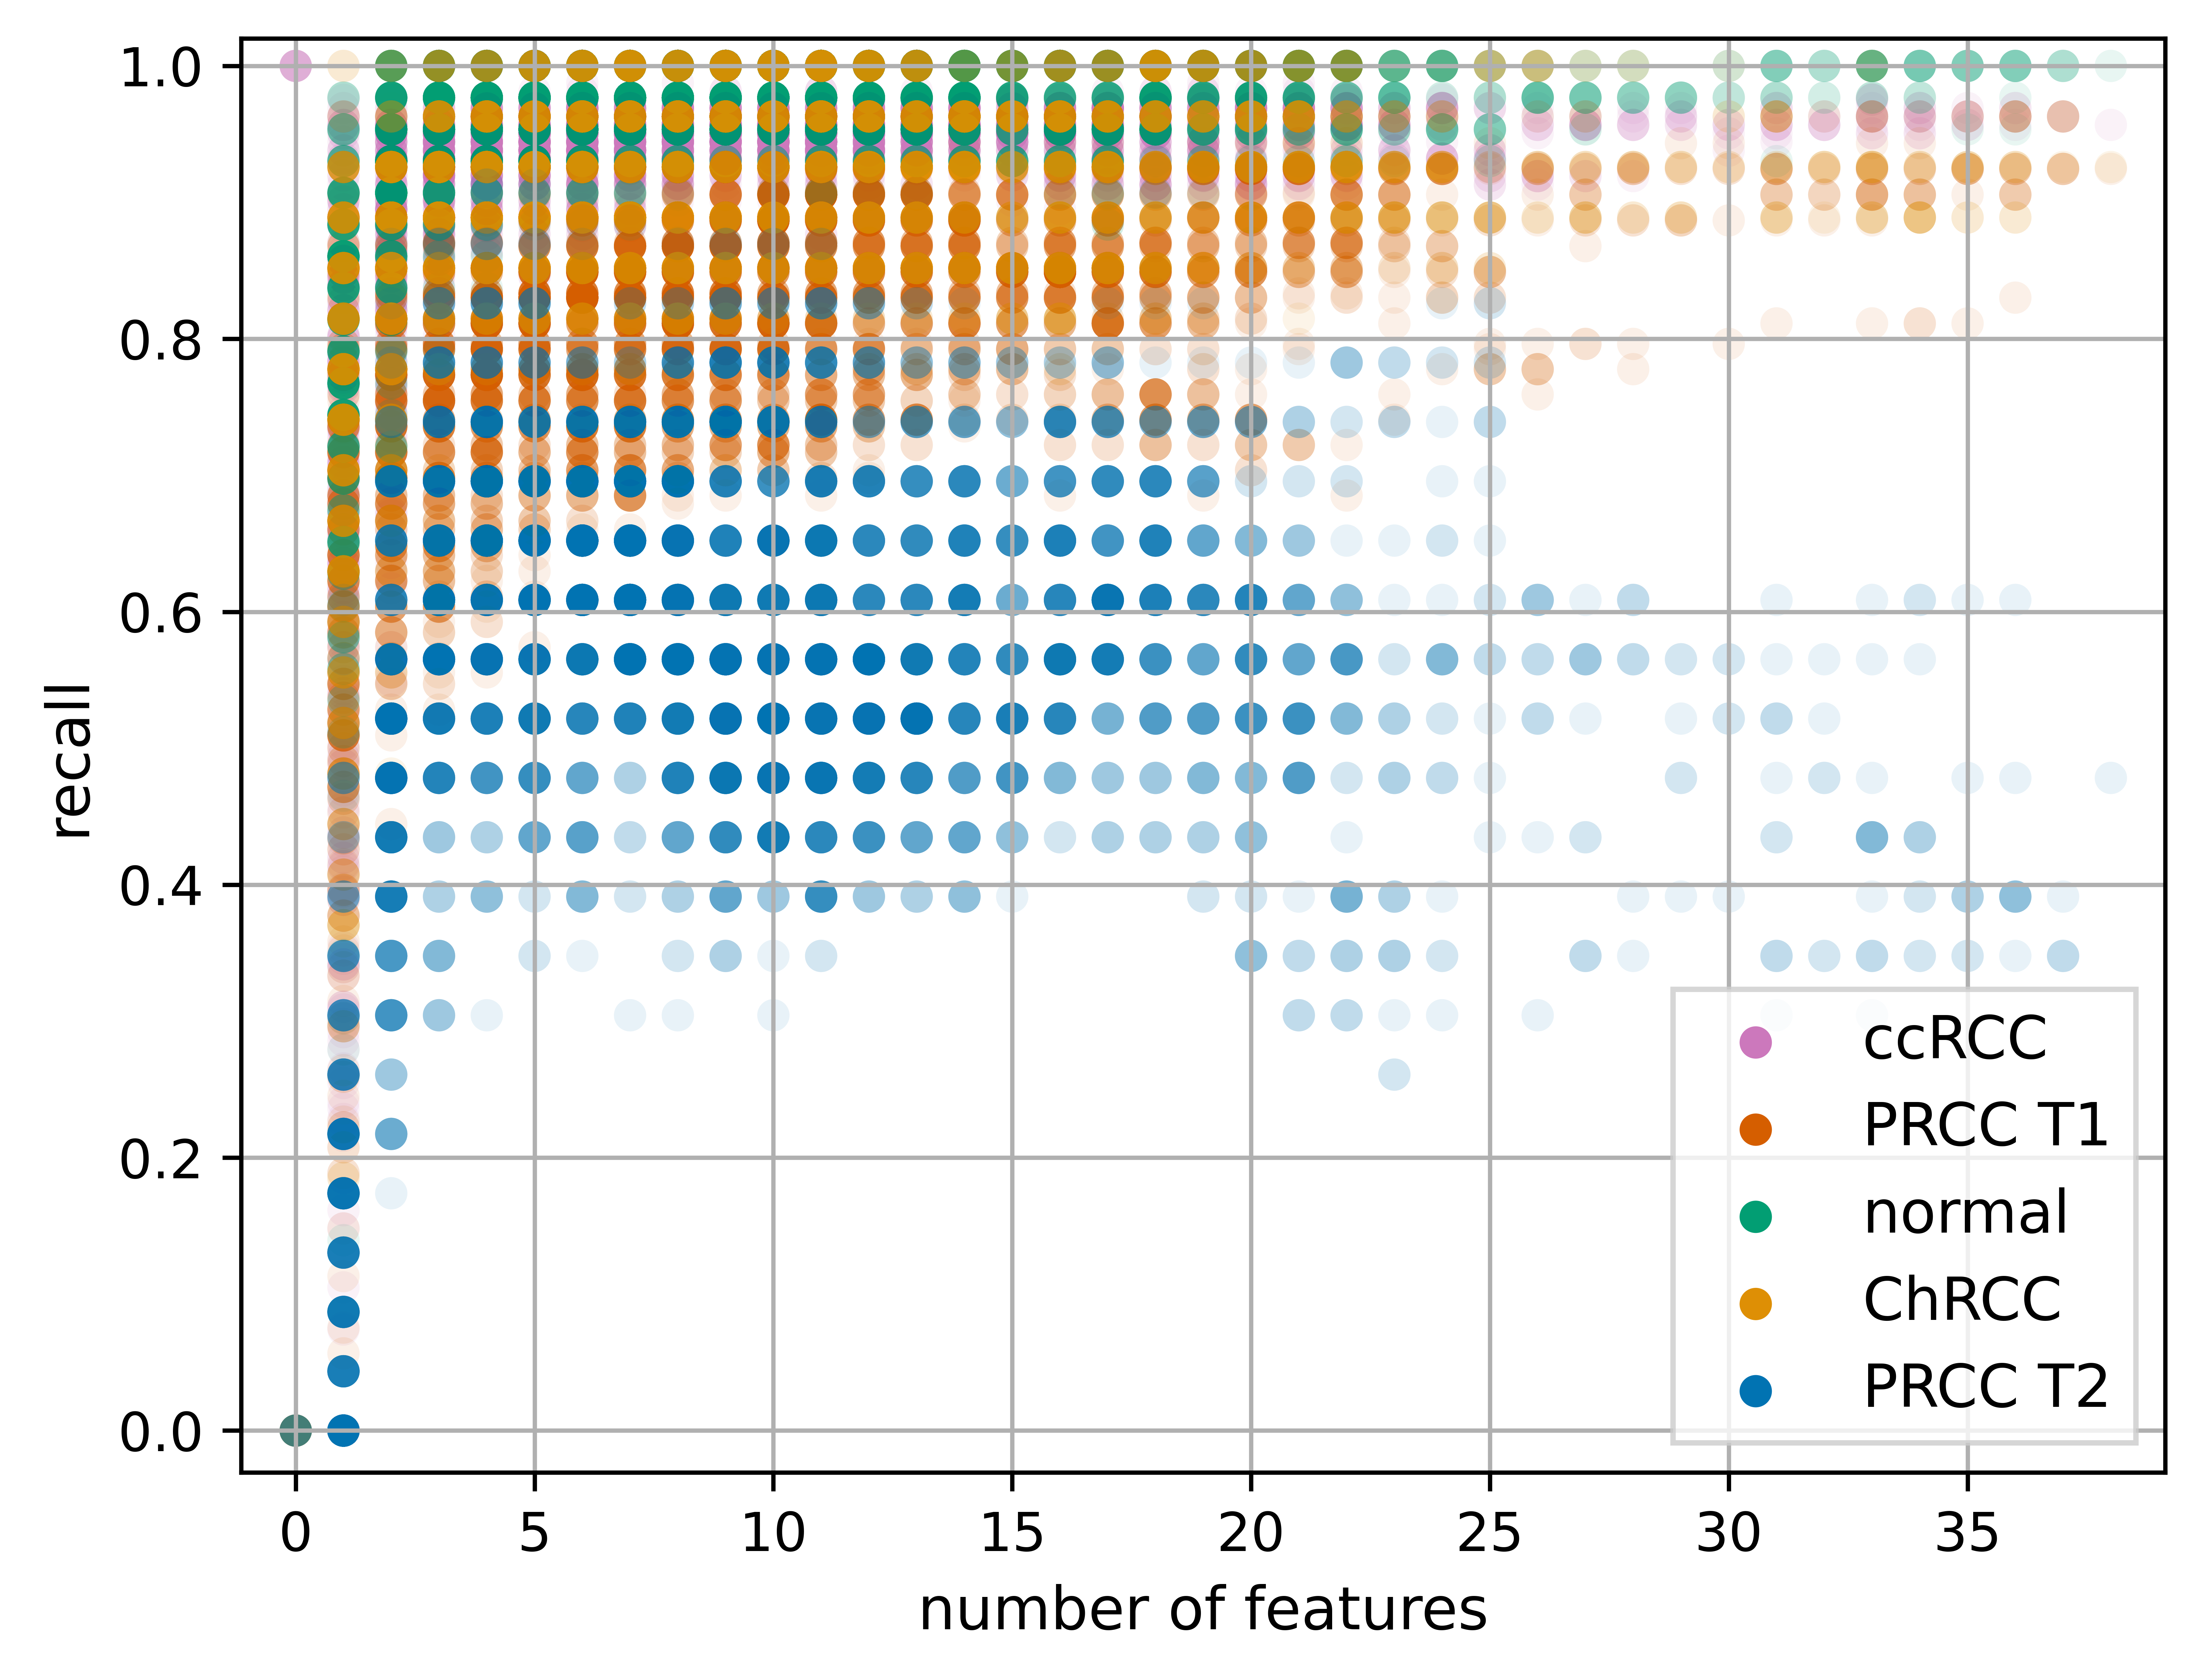 1.0
0.8
0.6
0.4
0.2
0.0
recall
0 5 10 15 20 25 30 35
number of features
ccRCC
PRCC T1
normal
ChRCC
PRCC T2